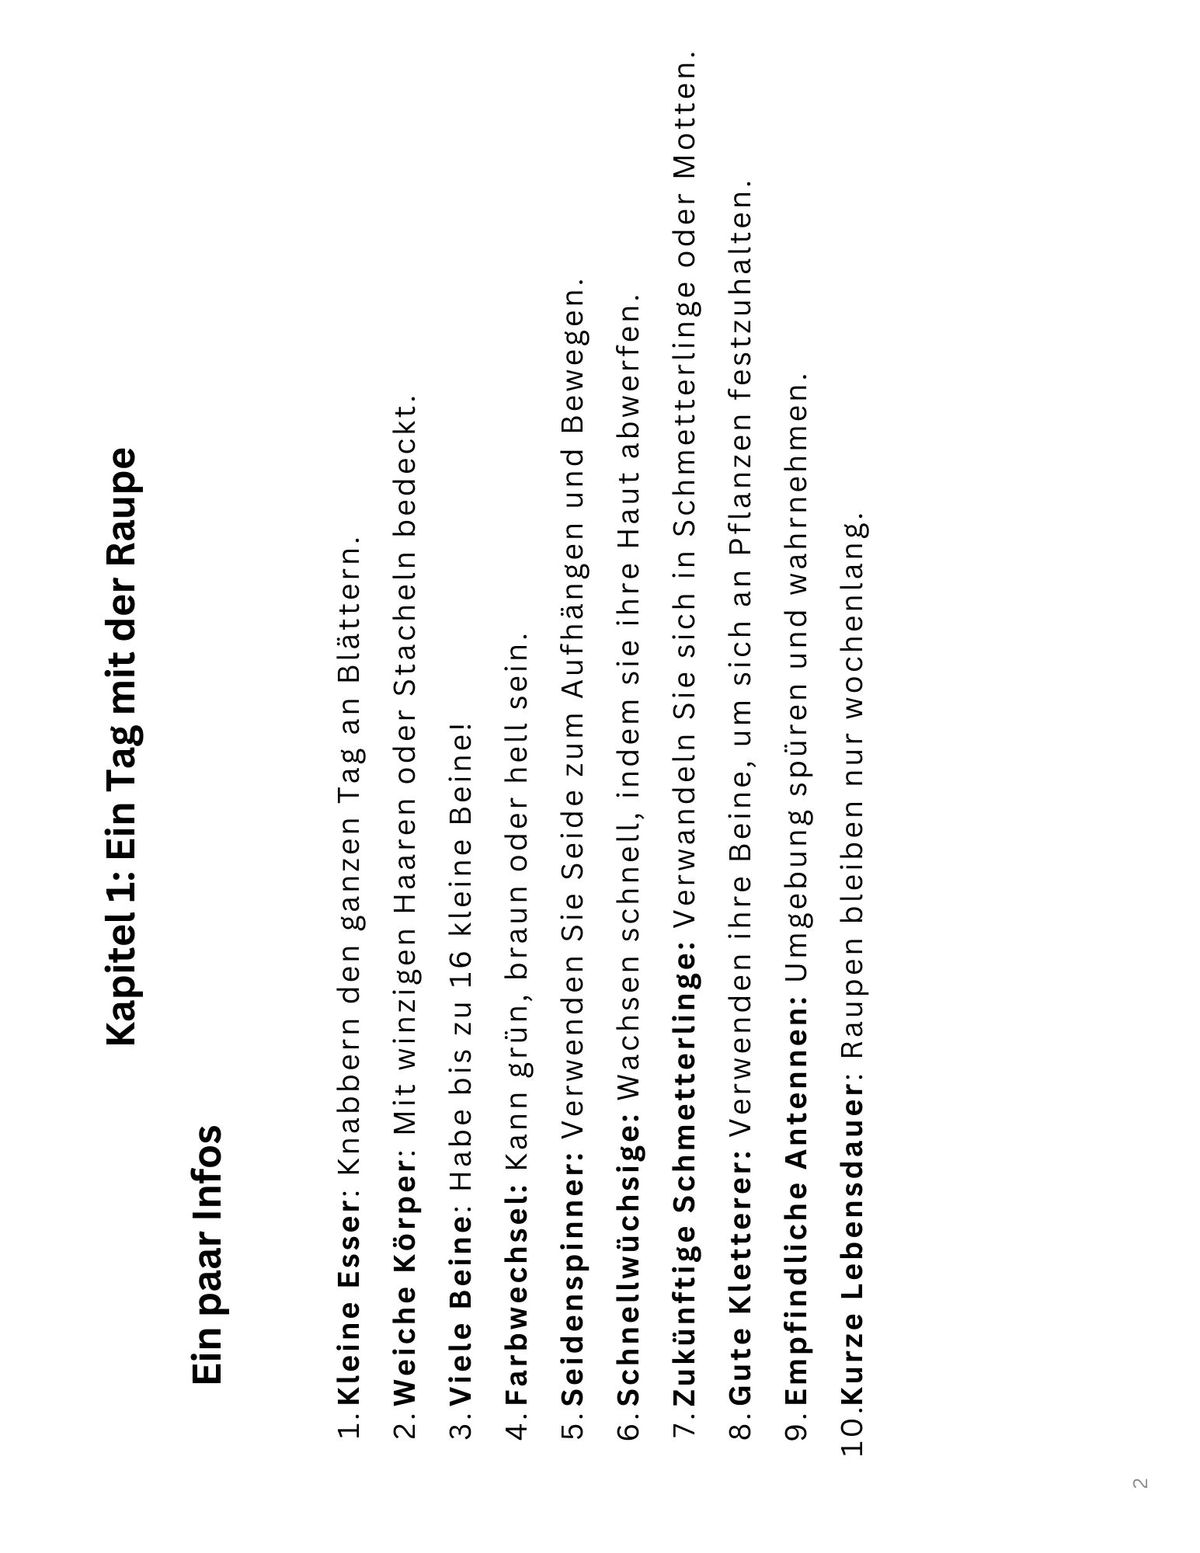 Kapitel 1: Ein Tag mit der Raupe
Ein paar Infos
1. Kleine Esser: Knabbern den ganzen Tag an Blättern.
2. Weiche Körper: Mit winzigen Haaren oder Stacheln bedeckt.
3. Viele Beine: Habe bis zu 16 kleine Beine!
4. Farbwechsel: Kann grün, braun oder hell sein.
5. Seidenspinner: Verwenden Sie Seide zum Aufhängen und Bewegen.
6. Schnellwüchsige: Wachsen schnell, indem sie ihre Haut abwerfen.
7. Zukünftige Schmetterlinge: Verwandeln Sie sich in Schmetterlinge oder Motten.
8. Gute Kletterer: Verwenden ihre Beine, um sich an Pflanzen festzuhalten.
9. Empfindliche Antennen: Umgebung spüren und wahrnehmen.
10. Kurze Lebensdauer: Raupen bleiben nur wochenlang.
2